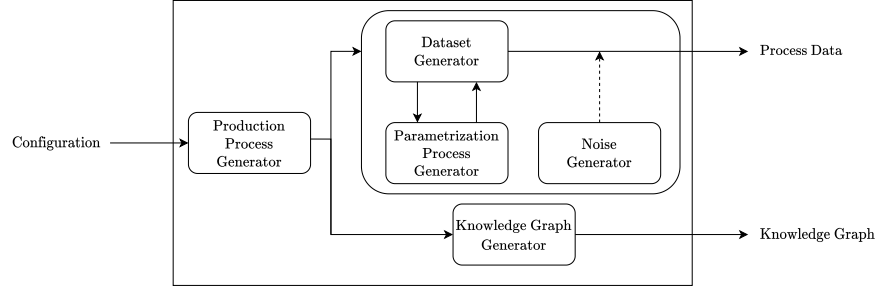 Configuration
Production
Process
Generator
Dataset
Generator
Parametrization
Process
Generator
Noise
Generator
Process Data
Knowledge Graph
Generator
Knowledge Graph